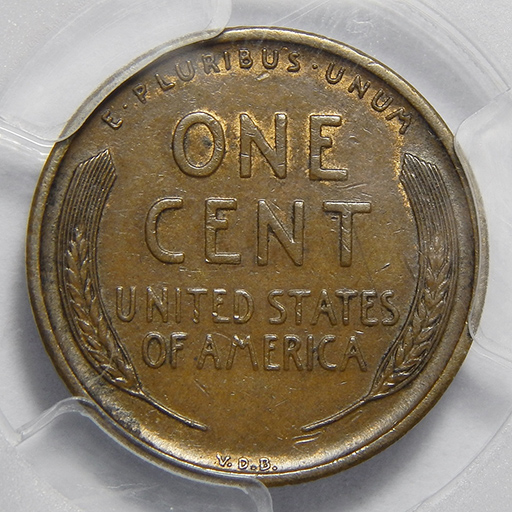 E · PLURIBUS · UNUM
ONE
CENT
UNITED STATES
OF AMERICA
V.D.B.